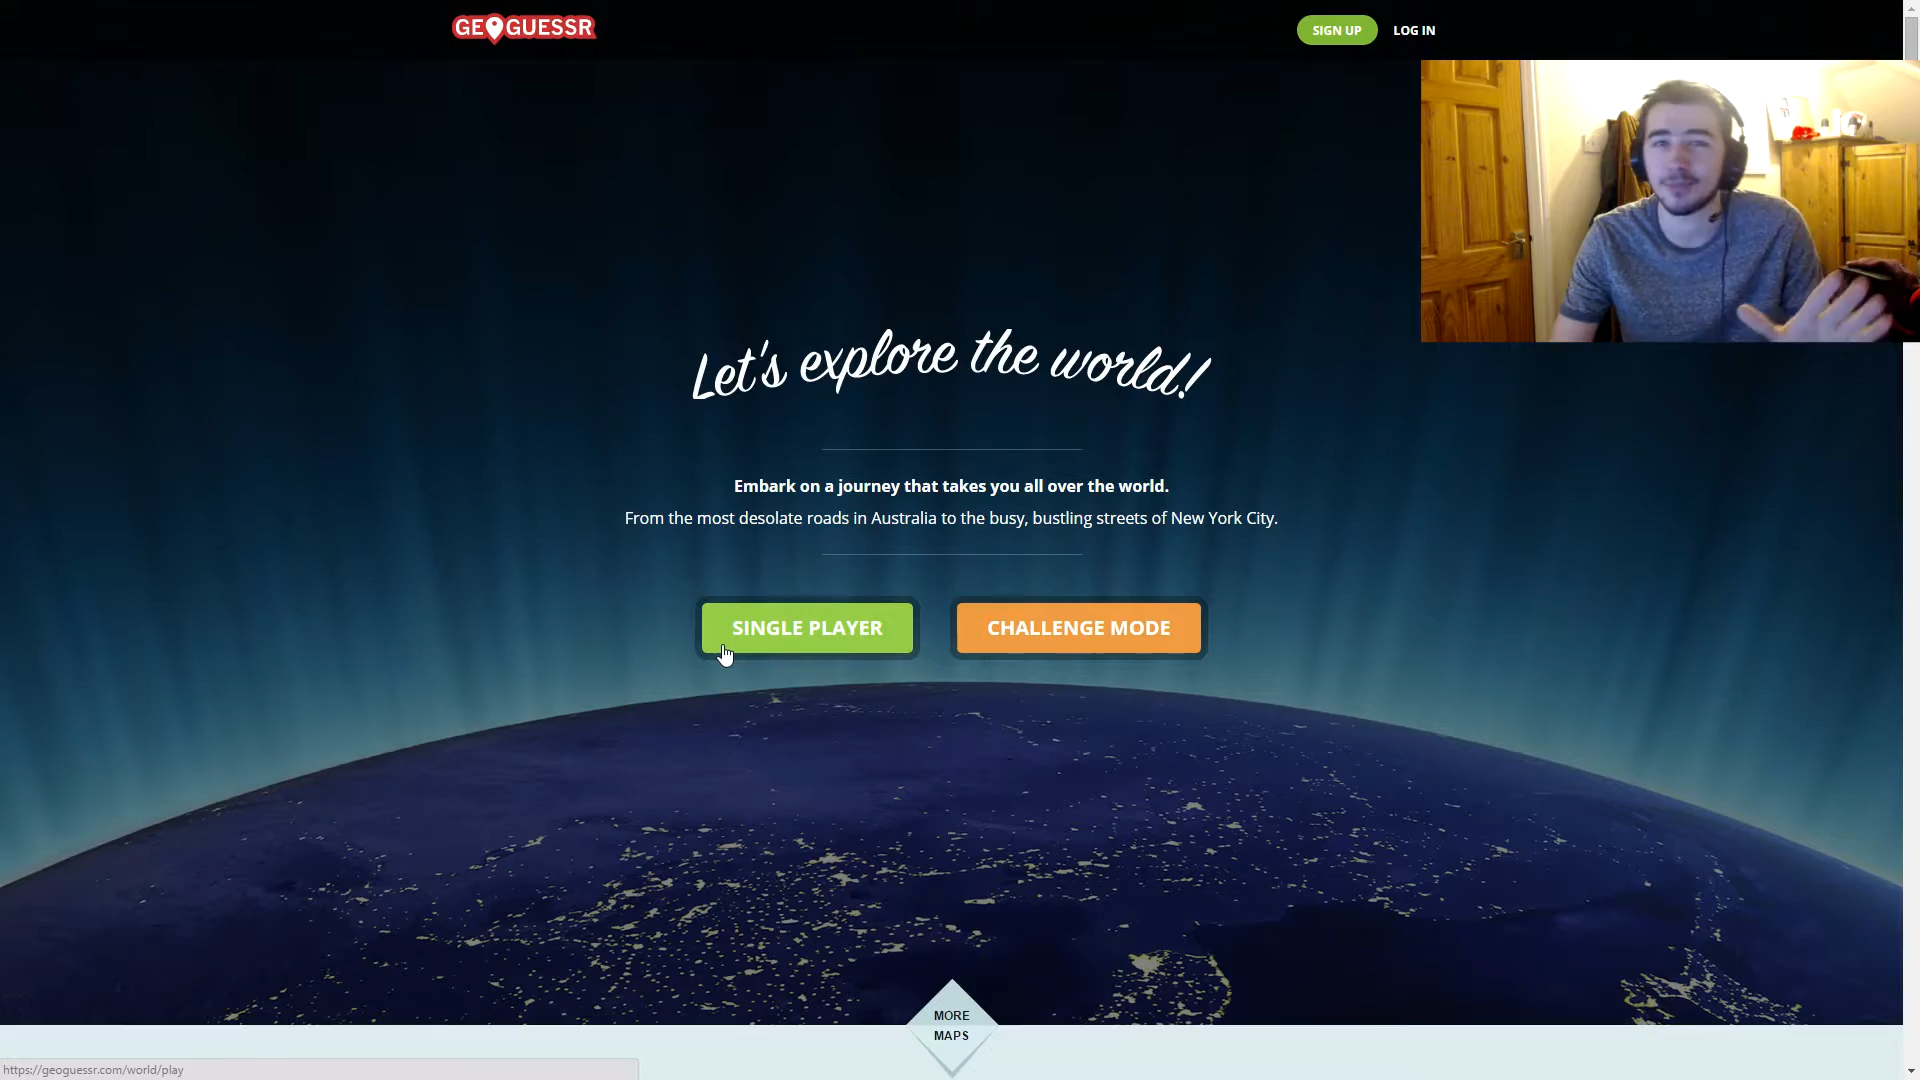 GEOGUESSR
SIGN UP
LOG IN
Let's explore the world!
Embark on a journey that takes you all over the world.
From the most desolate roads in Australia to the busy, bustling streets of New York City.
SINGLE PLAYER
CHALLENGE MODE
MORE
MAPS
https://geoguessr.com/world/play